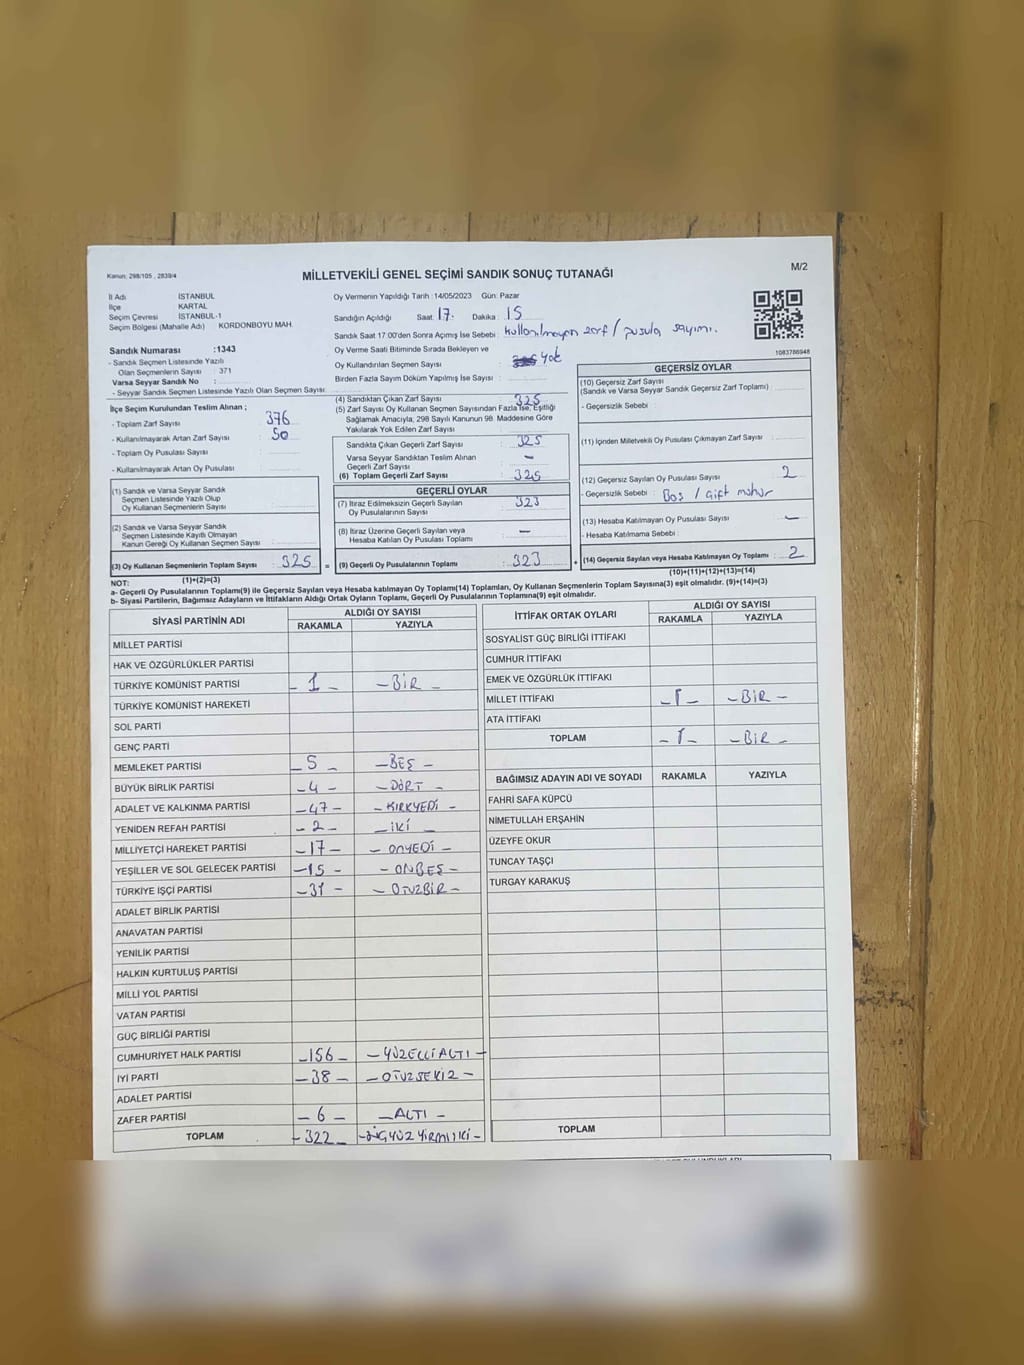 Kanun: 298/105 , 2839/4
MİLLETVEKİLİ GENEL SEÇİMİ SANDIK SONUÇ TUTANAĞI
M/2
İl Adı İSTANBUL
İlçe KARTAL
Seçim Çevresi İSTANBUL-1
Seçim Bölgesi (Mahalle Adı) KORDONBOYU MAH.
Oy Vermenin Yapıldığı Tarih : 14/05/2023 Gün: Pazar
Sandığın Açıldığı Saat: 17 Dakika: 15
Sandık Saat 17:00'den Sonra Açılmış İse Sebebi : kullanılmayan zarf / pusula sayımı.
Oy Verme Saati Bitiminde Sırada Bekleyen ve
Oy Kullandırılan Seçmen Sayısı yok
Birden Fazla Sayım Döküm Yapılmış İse Sayısı :
1083786948
Sandık Numarası :1343
- Sandık Seçmen Listesinde Yazılı
Olan Seçmenlerin Sayısı : 371
Varsa Seyyar Sandık No :
- Seyyar Sandık Seçmen Listesinde Yazılı Olan Seçmen Sayısı
İlçe Seçim Kurulundan Teslim Alınan ;
- Toplam Zarf Sayısı : 376
- Kullanılmayarak Artan Zarf Sayısı : 50
- Toplam Oy Pusulası Sayısı :
- Kullanılmayarak Artan Oy Pusulası :
(1) Sandık ve Varsa Seyyar Sandık
Seçmen Listesinde Yazılı Olup
Oy Kullanan Seçmenlerin Sayısı :
(2) Sandık ve Varsa Seyyar Sandık
Seçmen Listesinde Kayıtlı Olmayan
Kanun Gereği Oy Kullanan Seçmen Sayısı :
(3) Oy Kullanan Seçmenlerin Toplam Sayısı : 325
(1)+(2)=(3)
(4) Sandıktan Çıkan Zarf Sayısı : 325
(5) Zarf Sayısı Oy Kullanan Seçmen Sayısından Fazla İse, Eşitliği
Sağlamak Amacıyla, 298 Sayılı Kanunun 98. Maddesine Göre
Yakılarak Yok Edilen Zarf Sayısı :
Sandıkta Çıkan Geçerli Zarf Sayısı : 325
Varsa Seyyar Sandıktan Teslim Alınan
Geçerli Zarf Sayısı : -
(6) Toplam Geçerli Zarf Sayısı : 325
GEÇERLİ OYLAR
(7) İtiraz Edilmeksizin Geçerli Sayılan
Oy Pusulalarının Sayısı : 323
(8) İtiraz Üzerine Geçerli Sayılan veya
Hesaba Katılan Oy Pusulası Toplamı : -
= (9) Geçerli Oy Pusulalarının Toplamı : 323
GEÇERSİZ OYLAR
(10) Geçersiz Zarf Sayısı
(Sandık ve Varsa Seyyar Sandık Geçersiz Zarf Toplamı) :
- Geçersizlik Sebebi :
(11) İçinden Milletvekili Oy Pusulası Çıkmayan Zarf Sayısı :
(12) Geçersiz Sayılan Oy Pusulası Sayısı : 2
- Geçersizlik Sebebi : Boş / Çift mühür
(13) Hesaba Katılmayan Oy Pusulası Sayısı : -
- Hesaba Katılmama Sebebi :
+ (14) Geçersiz Sayılan veya Hesaba Katılmayan Oy Toplamı : 2
(10)+(11)+(12)+(13)=(14)
NOT:
a- Geçerli Oy Pusulalarının Toplamı(9) ile Geçersiz Sayılan veya Hesaba katılmayan Oy Toplamı(14) Toplamları, Oy Kullanan Seçmenlerin Toplam Sayısına(3) eşit olmalıdır. (9)+(14)=(3)
b- Siyasi Partilerin, Bağımsız Adayların ve İttifakların Aldığı Ortak Oyların Toplamı, Geçerli Oy Pusulalarının Toplamına(9) eşit olmalıdır.
SİYASİ PARTİNİN ADI ALDIĞI OY SAYISI
RAKAMLA YAZIYLA
MİLLET PARTİSİ
HAK VE ÖZGÜRLÜKLER PARTİSİ
TÜRKİYE KOMÜNİST PARTİSİ - 1 - - BİR -
TÜRKİYE KOMÜNİST HAREKETİ
SOL PARTİ
GENÇ PARTİ
MEMLEKET PARTİSİ - 5 - - BEŞ -
BÜYÜK BİRLİK PARTİSİ - 4 - - DÖRT -
ADALET VE KALKINMA PARTİSİ - 47 - - KIRKYEDİ -
YENİDEN REFAH PARTİSİ - 2 - - İKİ -
MİLLİYETÇİ HAREKET PARTİSİ - 17 - - ONYEDİ -
YEŞİLLER VE SOL GELECEK PARTİSİ - 15 - - ONBEŞ -
TÜRKİYE İŞÇİ PARTİSİ - 31 - - OTUZBİR -
ADALET BİRLİK PARTİSİ
ANAVATAN PARTİSİ
YENİLİK PARTİSİ
HALKIN KURTULUŞ PARTİSİ
MİLLİ YOL PARTİSİ
VATAN PARTİSİ
GÜÇ BİRLİĞİ PARTİSİ
CUMHURİYET HALK PARTİSİ - 156 - - YÜZELLİALTI -
İYİ PARTİ - 38 - - OTUZSEKİZ -
ADALET PARTİSİ
ZAFER PARTİSİ - 6 - - ALTI -
TOPLAM - 322 - - ÜÇYÜZ YİRMİ İKİ -
İTTİFAK ORTAK OYLARI ALDIĞI OY SAYISI
RAKAMLA YAZIYLA
SOSYALİST GÜÇ BİRLİĞİ İTTİFAKI
CUMHUR İTTİFAKI
EMEK VE ÖZGÜRLÜK İTTİFAKI
MİLLET İTTİFAKI - 1 - - BİR -
ATA İTTİFAKI
TOPLAM - 1 - - BİR -
BAĞIMSIZ ADAYIN ADI VE SOYADI RAKAMLA YAZIYLA
FAHRİ SAFA KÜPCÜ
NİMETULLAH ERŞAHİN
ÜZEYFE OKUR
TUNCAY TAŞÇI
TURGAY KARAKUŞ
TOPLAM